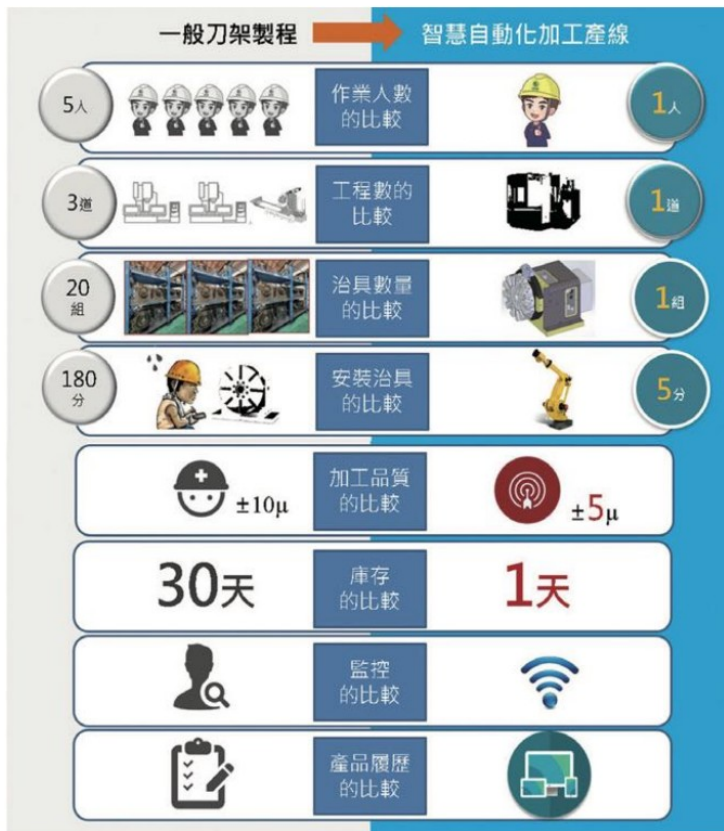 一般刀架製程
智慧自動化加工產線
5人
作業人數
的比較
1人
3道
工程數的
比較
1道
20
組
治具數量
的比較
1組
180
分
安裝治具
的比較
5分
±10μ
加工品質
的比較
±5μ
30天
庫存
的比較
1天
監控
的比較
產品履歷
的比較